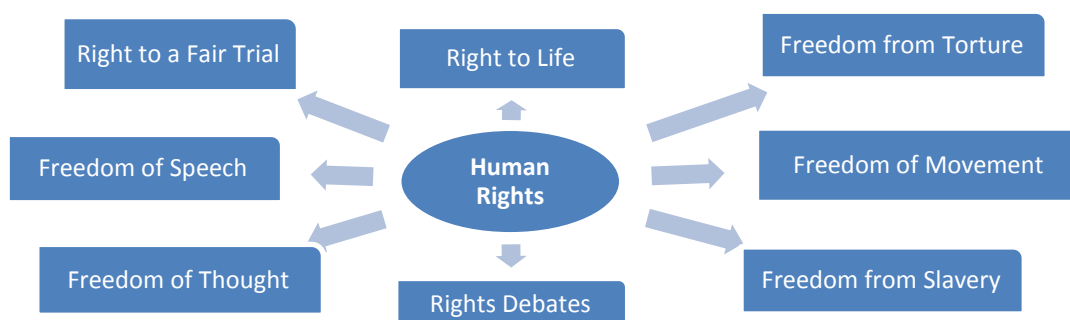 Right to a Fair Trial
Right to Life
Freedom from Torture
Freedom of Speech
Human
Rights
Freedom of Movement
Freedom of Thought
Rights Debates
Freedom from Slavery